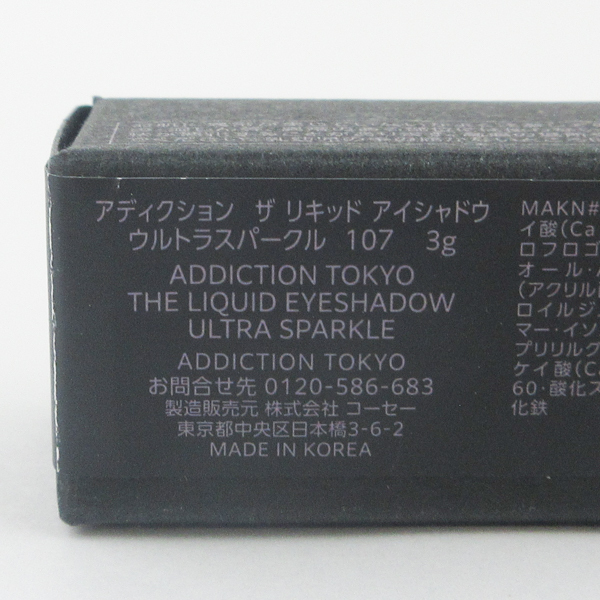 アディクション ザ リキッド アイシャドウ
ウルトラスパークル 107 3g
ADDICTION TOKYO
THE LIQUID EYESHADOW
ULTRA SPARKLE
ADDICTION TOKYO
お問合せ先 0120-586-683
製造販売元 株式会社 コーセー
東京都中央区日本橋3-6-2
MADE IN KOREA
MAKN#
イ酸(Ca
ロフロゴ
オール・
(アクリル
ロイルジ
マー・イソ
プリリルグ
ケイ酸(C
60・酸化ス
化鉄